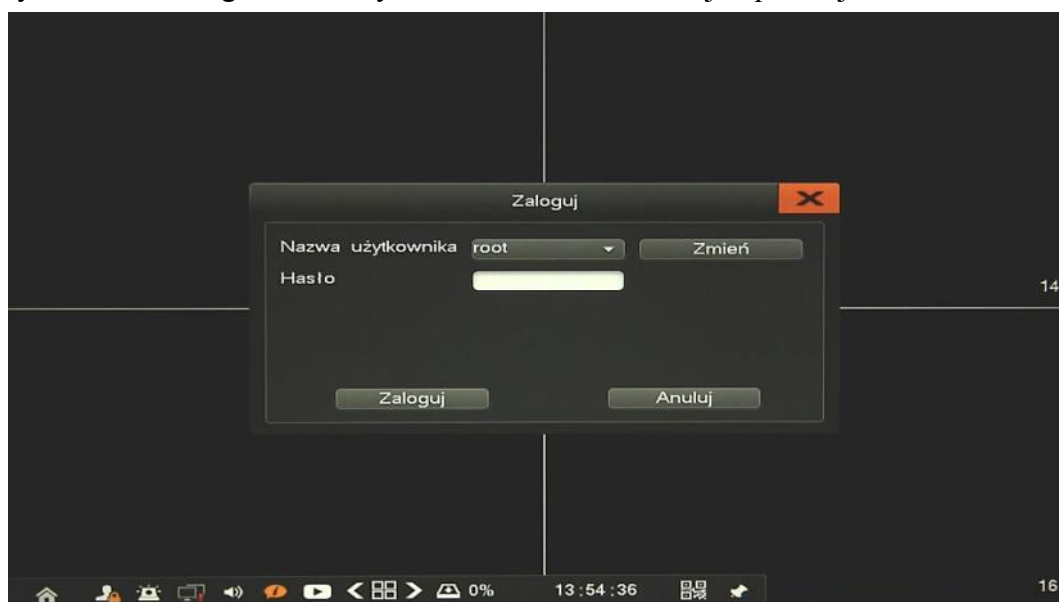 Zaloguj
Nazwa użytkownika root Zmień
Hasło
14
Zaloguj Anuluj
0% 13:54:36
16